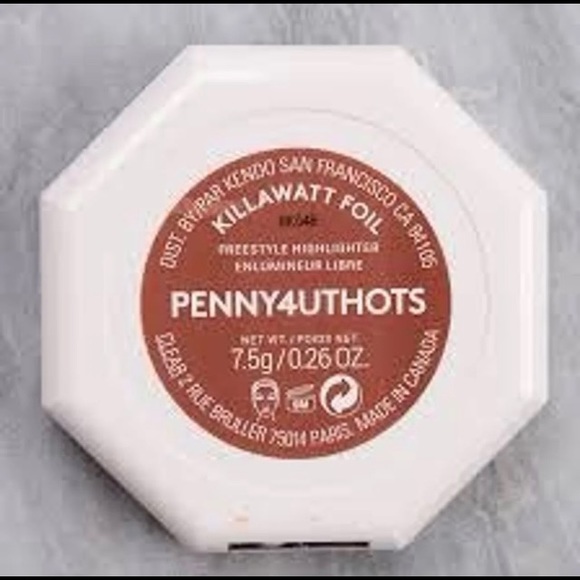 DIST. BY/PAR KENDO SAN FRANCISCO CA 94105
KILLAWATT FOIL
FREESTYLE HIGHLIGHTER
ENLUMINEUR LIBRE
PENNY4UTHOTS
NET WT. / POIDS NET.
7.5g / 0.26 OZ.
CLEAR 2 RUE BRULLER 75014 PARIS. MADE IN CANADA